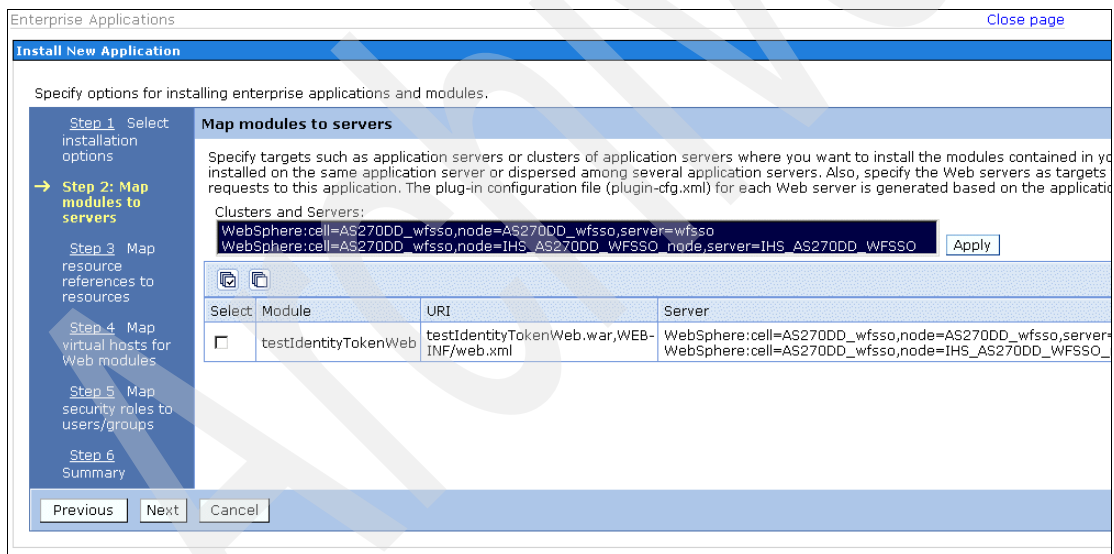 Enterprise Applications
Close page
Install New Application
Specify options for installing enterprise applications and modules.
Step 1 Select
installation
options
→ Step 2: Map
modules to
servers
Step 3 Map
resource
references to
resources
Step 4 Map
virtual hosts for
Web modules
Step 5 Map
security roles to
users/groups
Step 6
Summary
Map modules to servers
Specify targets such as application servers or clusters of application servers where you want to install the modules contained in
installed on the same application server or dispersed among several application servers. Also, specify the Web servers as targets
requests to this application. The plug-in configuration file (plugin-cfg.xml) for each Web server is generated based on the
Clusters and Servers:
WebSphere:cell=AS270DD_wfsso,node=AS270DD_wfsso,server=wfsso
WebSphere:cell=AS270DD_wfsso,node=IHS_AS270DD_WFSSO_node,server=IHS_AS270DD_WFSSO
Apply
Select Module URI Server
testIdentityTokenWeb
testIdentityTokenWeb.war,WEB-
INF/web.xml
WebSphere:cell=AS270DD_wfsso,node=AS270DD_wfsso,server=
WebSphere:cell=AS270DD_wfsso,node=IHS_AS270DD_WFSSO_
Previous Next Cancel